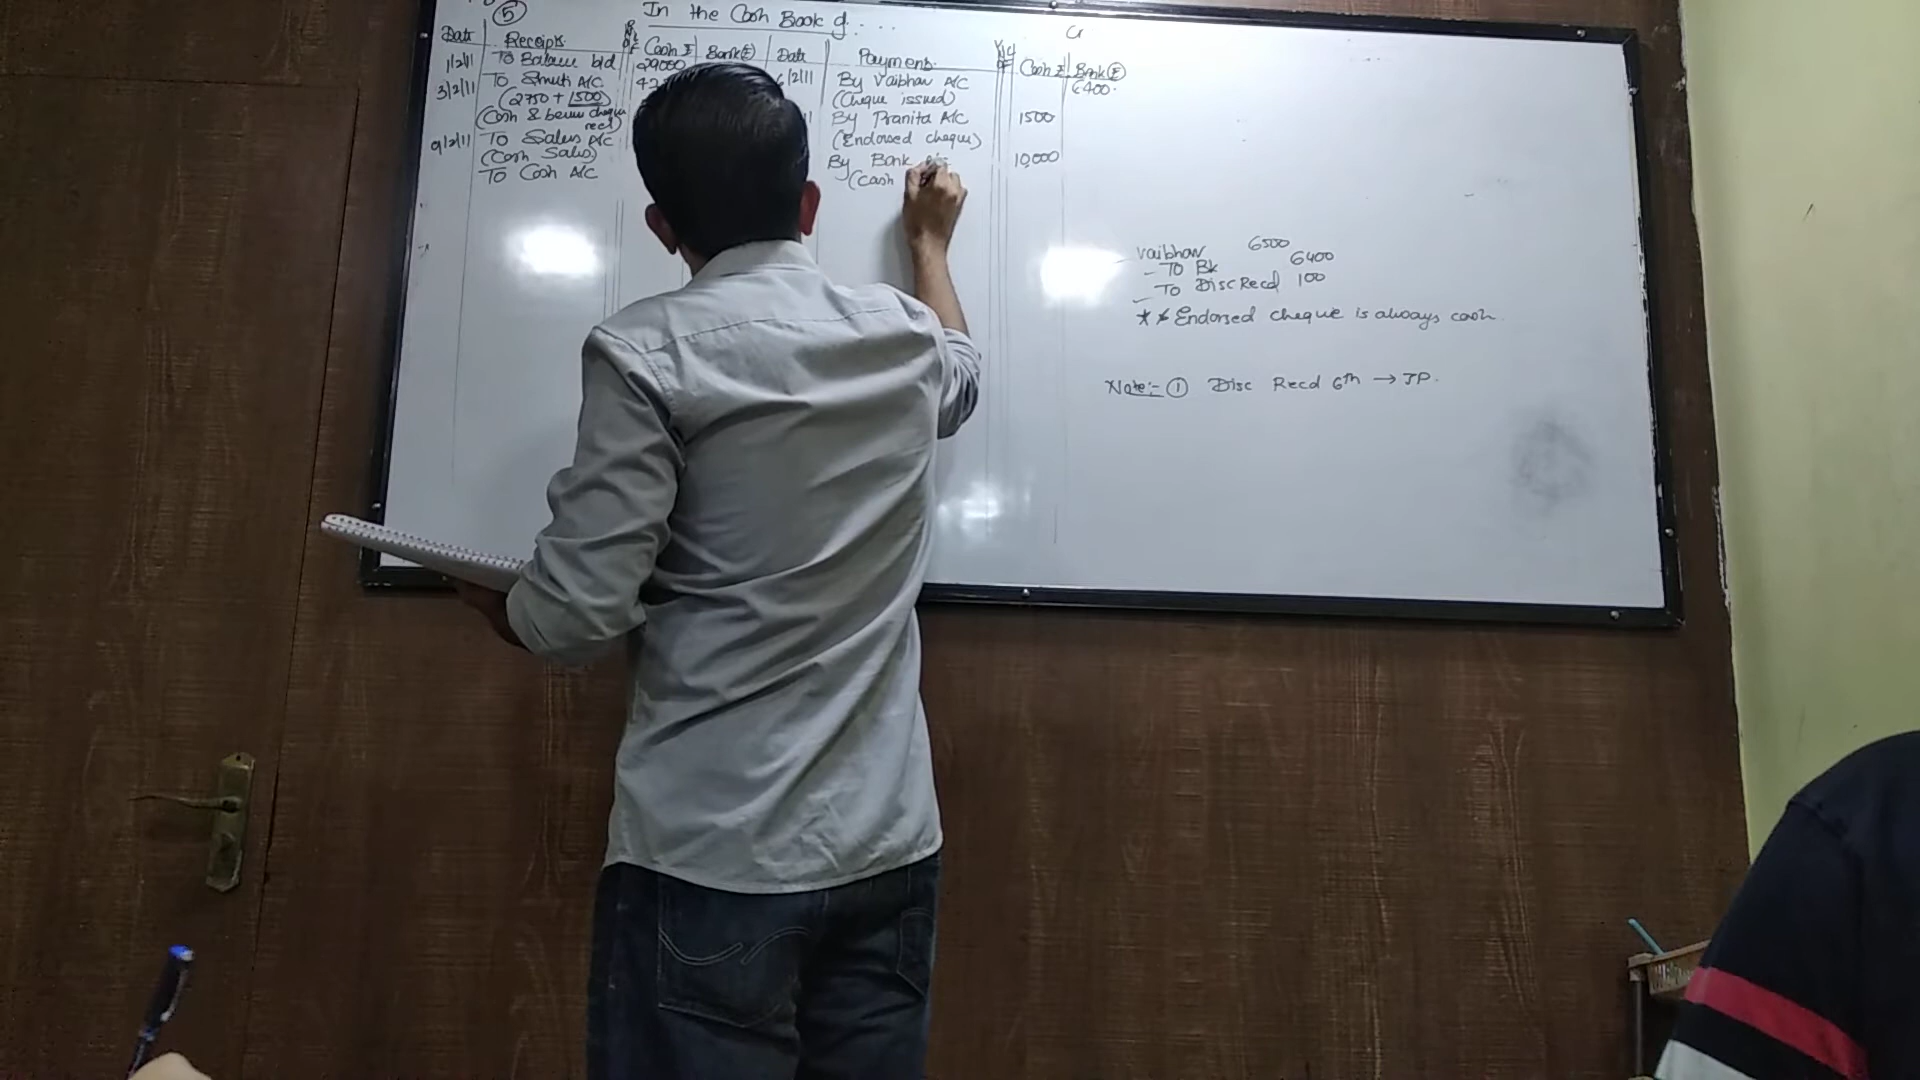 5
In the Cash Book of ....
Cr
Date Receipts Cash ₹ Bank(₹) Date Payments Cash ₹ Bank(₹)
1/2/11 To Balance b/d 29000
3/2/11 To Smuti A/C 6/2/11 By Vaibhav A/C 6400
(2750 + 1500) (Cheque issued)
(Cash & bearer cheque recd) By Pranita A/C 1500
9/2/11 To Sales A/C (Endorsed cheque)
(Cash Sales) By Bank 10,000
To Cash A/C (Cash
Vaibhav 6500
- To Bk 6400
- To Disc Recd 100
** Endorsed cheque is always cash
Note:- ① Disc Recd 6th → JP.